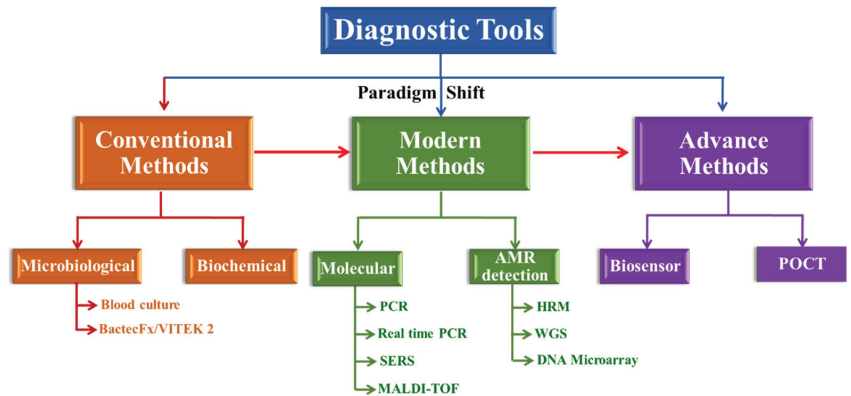 Diagnostic Tools
Paradigm Shift
Conventional
Methods
Modern
Methods
Advance
Methods
Microbiological
Biochemical
Molecular
AMR
detection
Biosensor
POCT
Blood culture
BactecFx/VITEK 2
PCR
Real time PCR
SERS
MALDI-TOF
HRM
WGS
DNA Microarray